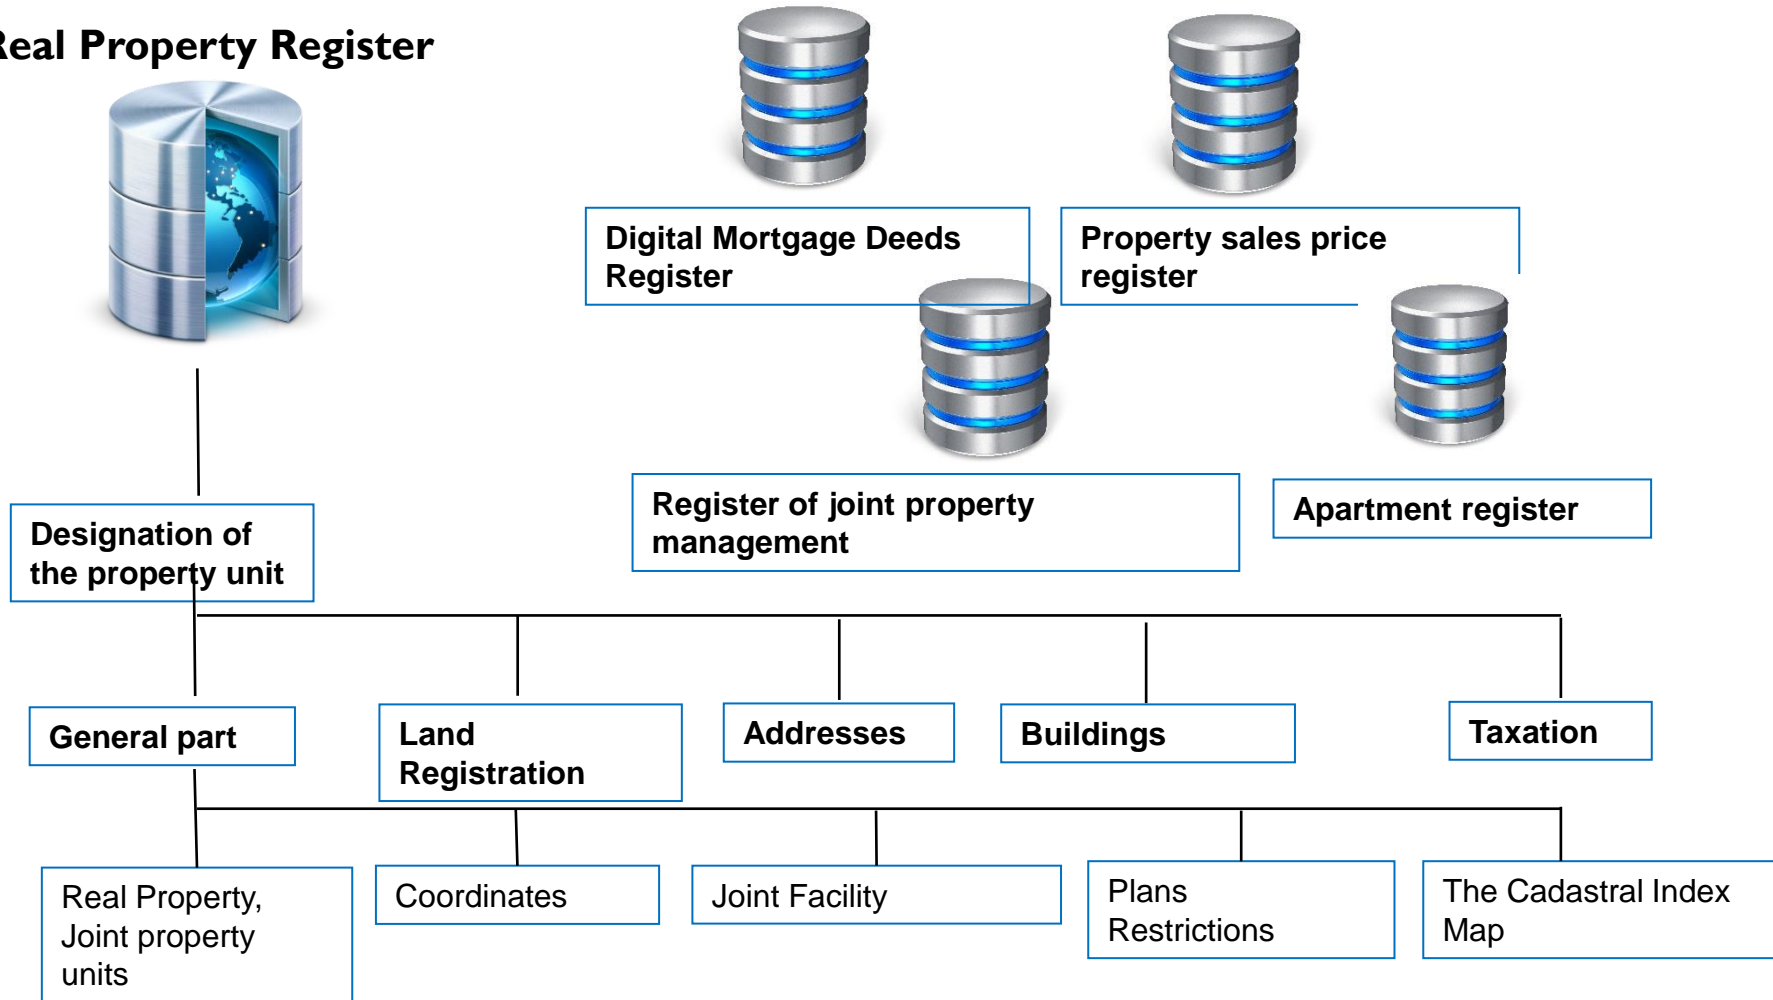 Real Property Register
Digital Mortgage Deeds
Register
Property sales price
register
Register of joint property
management
Apartment register
Designation of
the property unit
General part
Land
Registration
Addresses
Buildings
Taxation
Real Property,
Joint property
units
Coordinates
Joint Facility
Plans
Restrictions
The Cadastral Index
Map